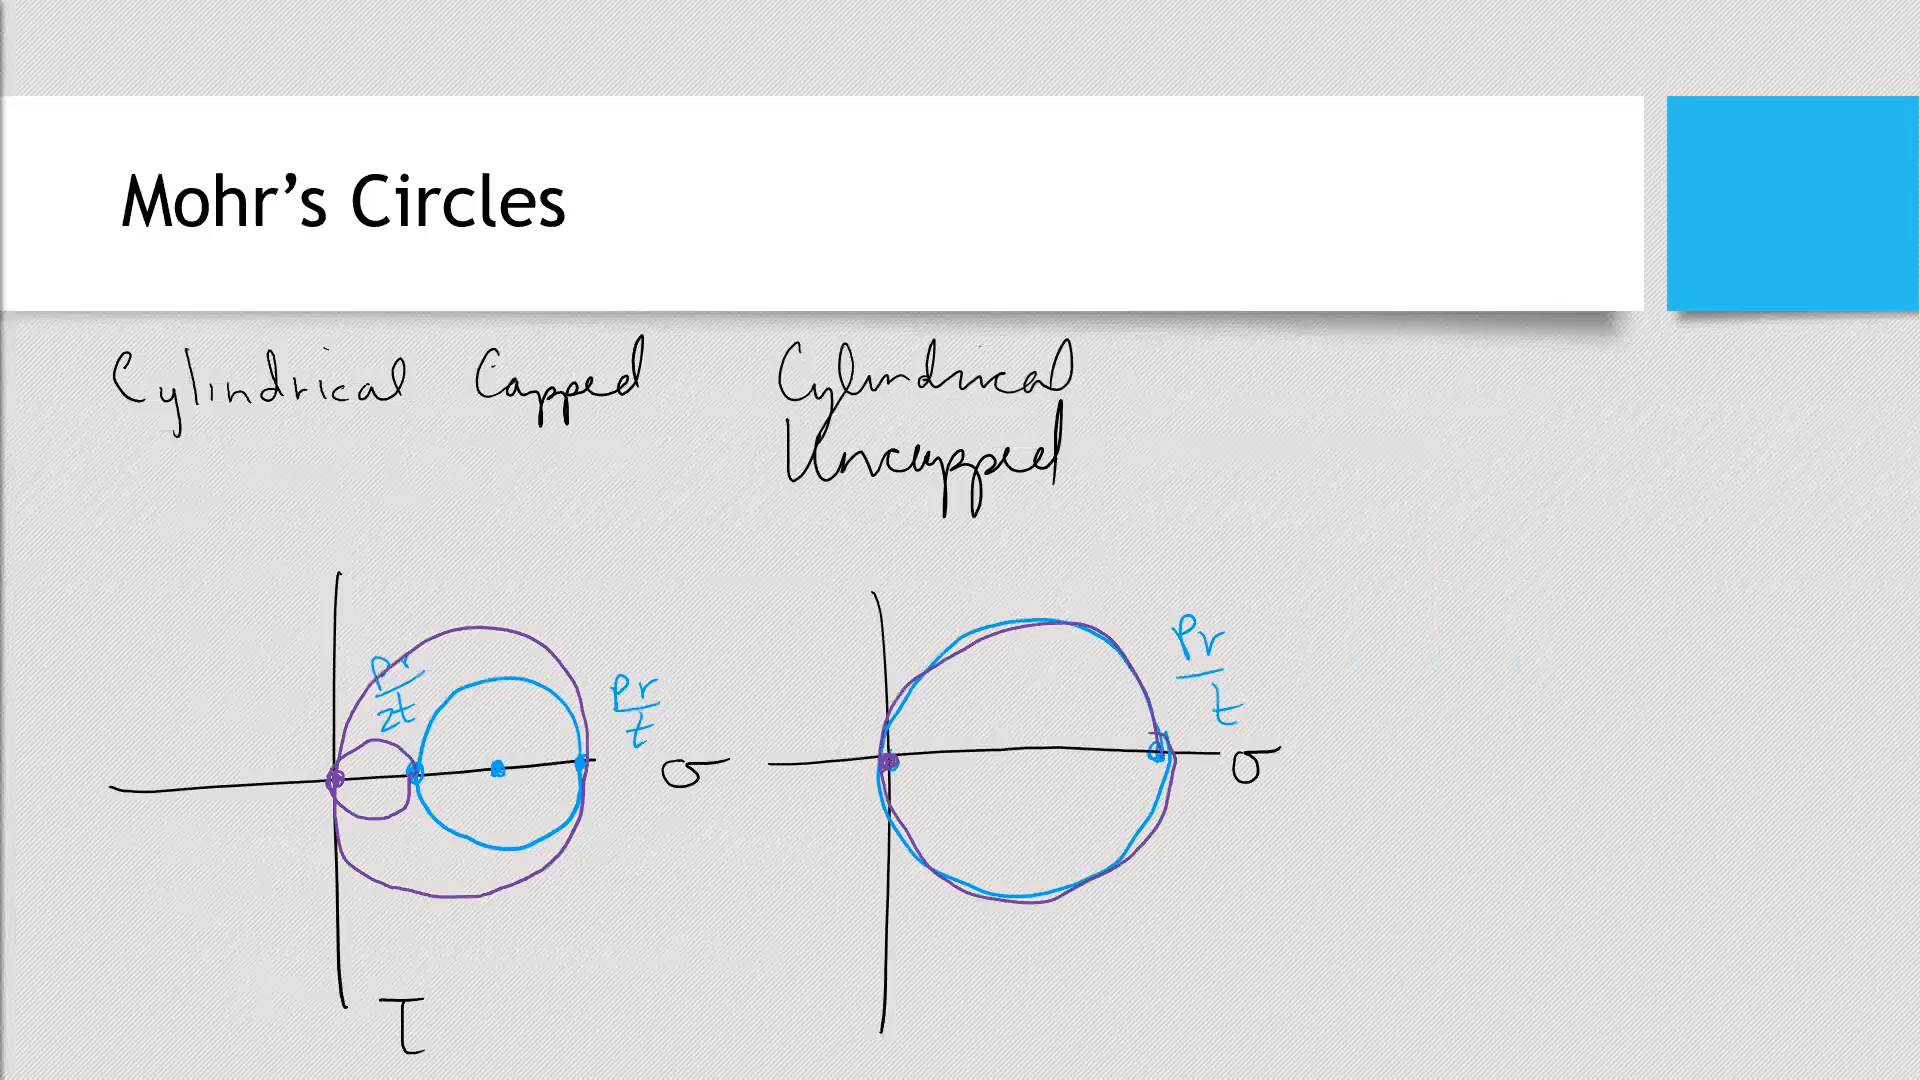 Mohr's Circles
Cylindrical Capped
Cylindrical
Uncapped
Pr
2t
Pr
t
σ
τ
Pr
t
σ